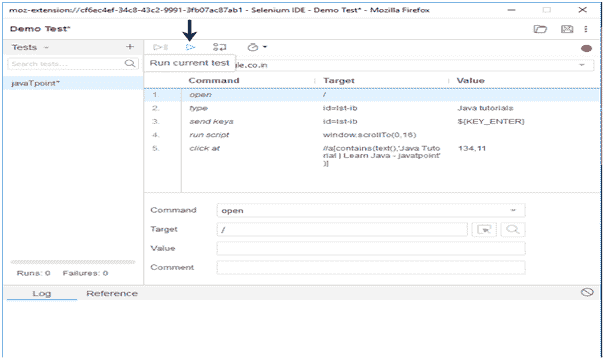 moz-extension://cf6ec4ef-34c8-43c2-9991-3fb07ac87ab1 - Selenium IDE - Demo Test* - Mozilla Firefox
Demo Test*
Tests
Search tests...
Run current test
gle.co.in
javaTpoint*
Command Target Value
1. open /
2. type id=lst-ib Java tutorials
3. send keys id=lst-ib ${KEY_ENTER}
4. run script window.scrollTo(0,16)
5. click at //a[contains(text(),'Java Tuto 134,11
rial | Learn Java - javatpoint'
)]
Command open
Target /
Value
Comment
Runs: 0 Failures: 0
Log Reference